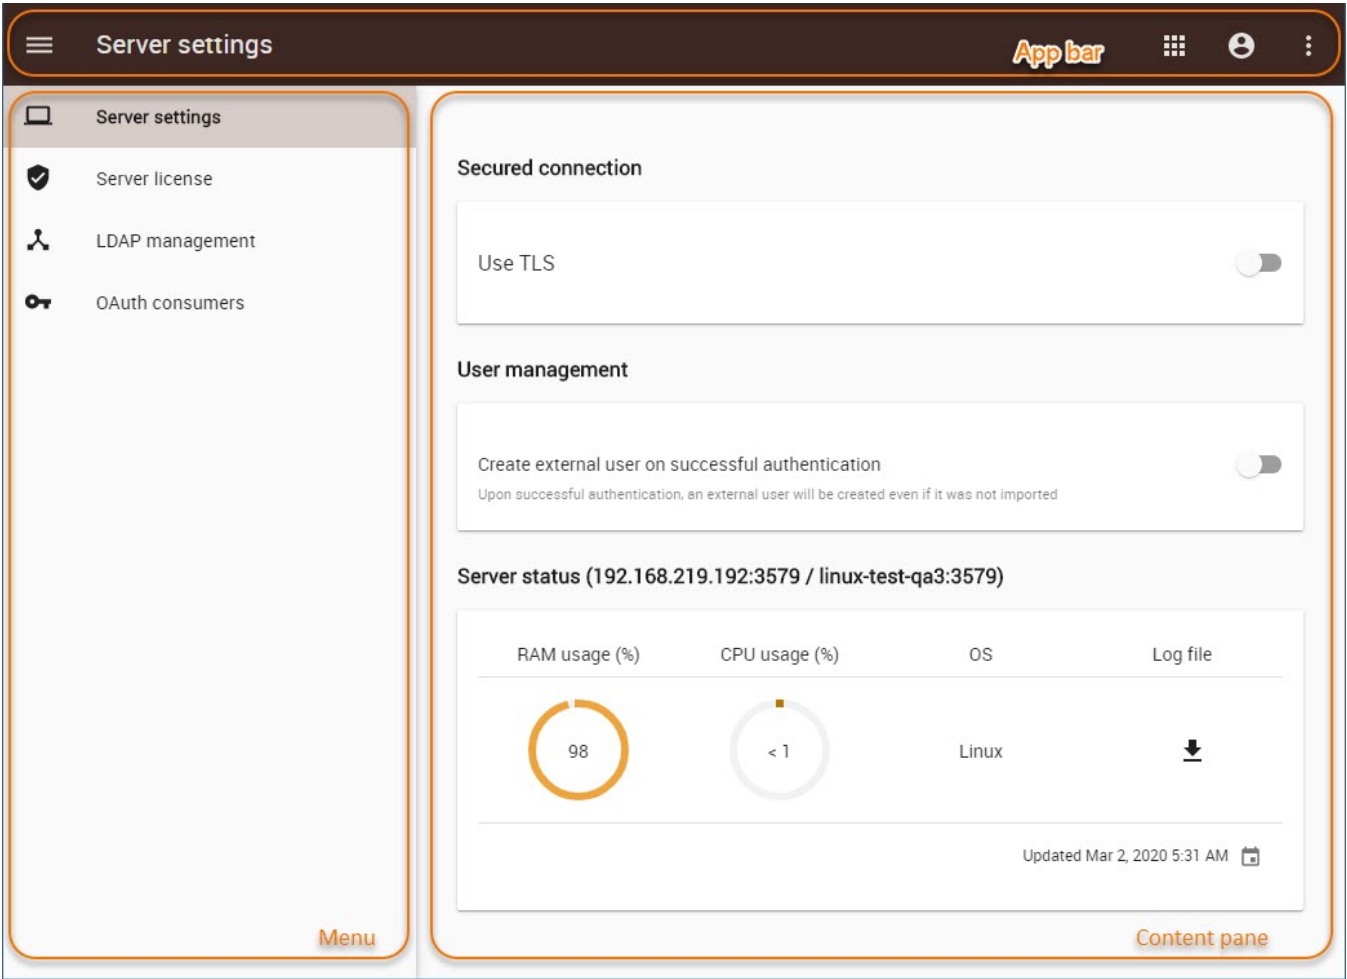 Server settings
App bar
Server settings
Server license
LDAP management
OAuth consumers
Menu
Secured connection
Use TLS
User management
Create external user on successful authentication
Upon successful authentication, an external user will be created even if it was not imported
Server status (192.168.219.192:3579 / linux-test-qa3:3579)
RAM usage (%) CPU usage (%) OS Log file
98 < 1 Linux
Updated Mar 2, 2020 5:31 AM
Content pane